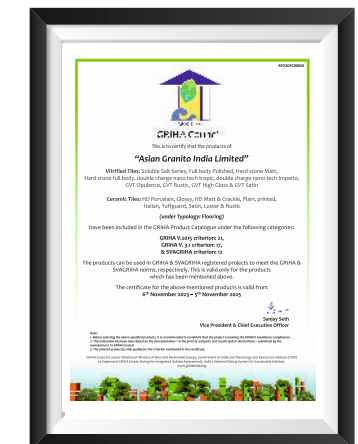 GRIHA Council
This is to certify that the products of
"Asian Granito India Limited"
Vitrified Tiles: Soluble Salt Series, Full body Polished, Hard stone Matt,
Hard stone full body, double charge nano tech tropic, double charge nano tech Imperio,
GVT Opulence, GVT Rustic, GVT High Gloss & GVT Satin
Ceramic Tiles: HD Porcelain, Glossy, HD Matt & Crackle, Plain, printed,
Italian, Tuffguard, Satin, Luster & Rustic
(under Typology: Flooring)
have been included in the GRIHA Product Catalogue under the following categories:
GRIHA V.2015 criterion: 21,
GRIHA V. 3.1 criterion: 17,
& SVAGRIHA criterion: 12
The products can be used in GRIHA & SVAGRIHA registered projects to meet the GRIHA &
SVAGRIHA norms, respectively. This is valid only for the products
which has been mentioned above.
The certificate for the above-mentioned products is valid from
6th November 2023 – 5th November 2025
Sanjay Seth
Vice President & Chief Executive Officer
Note: